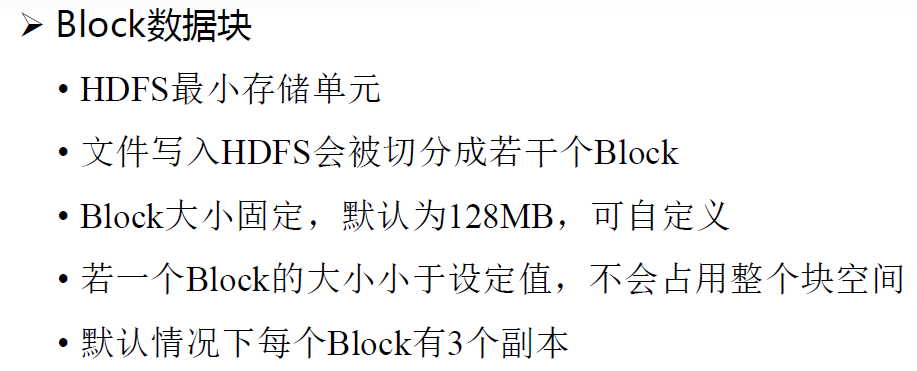 ➢ Block数据块
• HDFS最小存储单元
• 文件写入HDFS会被切分成若干个Block
• Block大小固定，默认为128MB，可自定义
• 若一个Block的大小小于设定值，不会占用整个块空间
• 默认情况下每个Block有3个副本